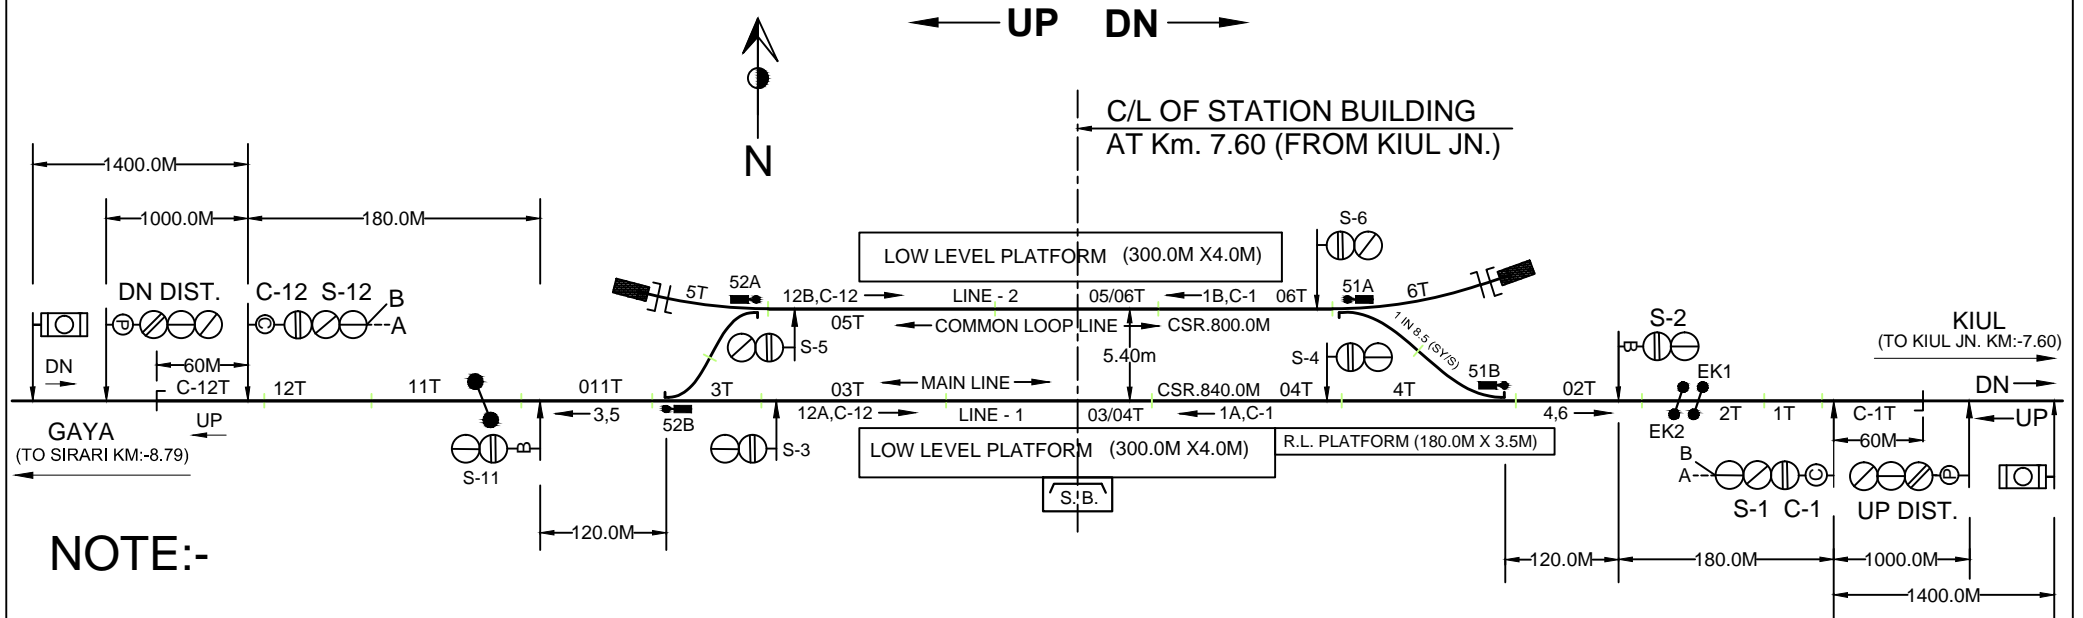 UP DN
C/L OF STATION BUILDING
AT Km. 7.60 (FROM KIUL JN.)
N
1400.0M
1000.0M
180.0M
DN DIST.
C-12 S-12
B
A
P
C
DN
60M
C-12T
12T
11T
011T
UP
GAYA
(TO SIRARI KM:-8.79)
3,5
B
S-11
120.0M
NOTE:-
LOW LEVEL PLATFORM (300.0M X4.0M)
S-6
5T
52A
12B,C-12
LINE - 2
05/06T
1B,C-1
06T
51A
6T
05T
COMMON LOOP LINE
CSR.800.0M
1 IN 8.5 (SY/S)
S-5
5.40m
S-4
3T
03T
MAIN LINE
CSR.840.0M
04T
4T
51B
02T
52B
12A,C-12
LINE - 1
03/04T
1A,C-1
4,6
S-3
LOW LEVEL PLATFORM (300.0M X4.0M)
R.L. PLATFORM (180.0M X 3.5M)
S.B.
S-2
B
EK1
EK2
2T
1T
C-1T
KIUL
(TO KIUL JN. KM:-7.60)
DN
UP
60M
B
A
C
P
S-1 C-1
UP DIST.
120.0M
180.0M
1000.0M
1400.0M